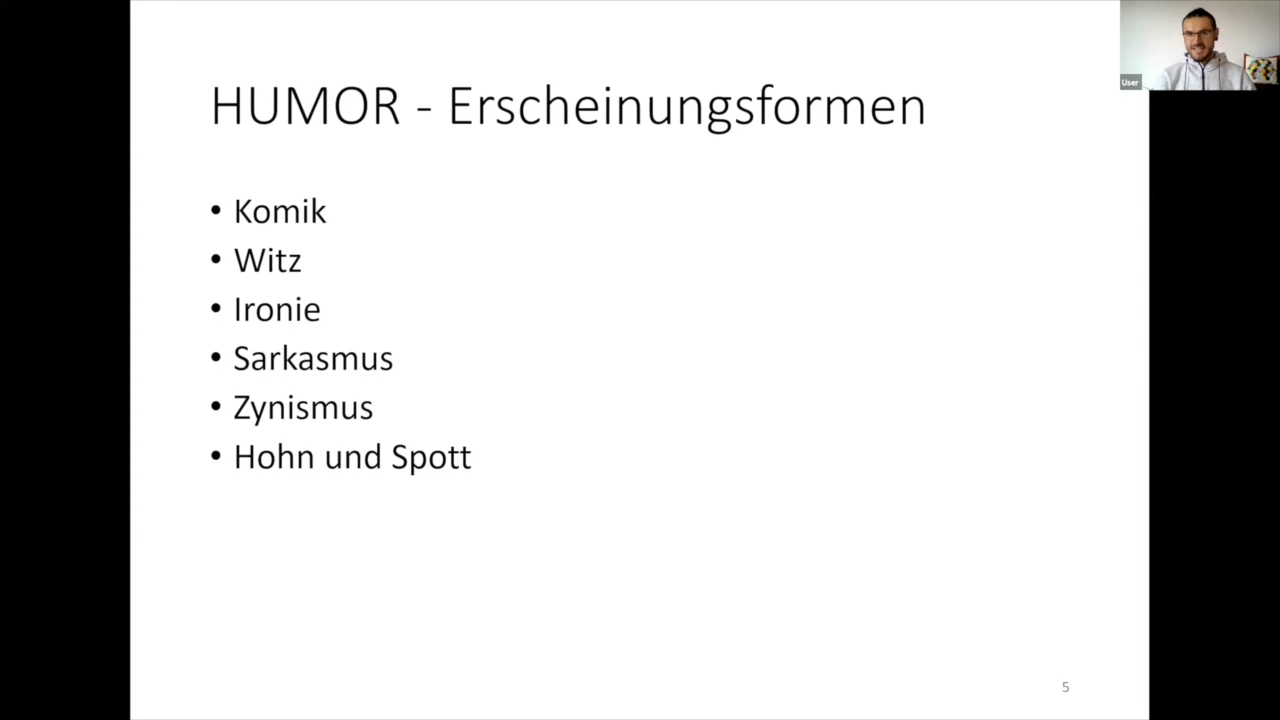 HUMOR - Erscheinungsformen
• Komik
• Witz
• Ironie
• Sarkasmus
• Zynismus
• Hohn und Spott
5
User